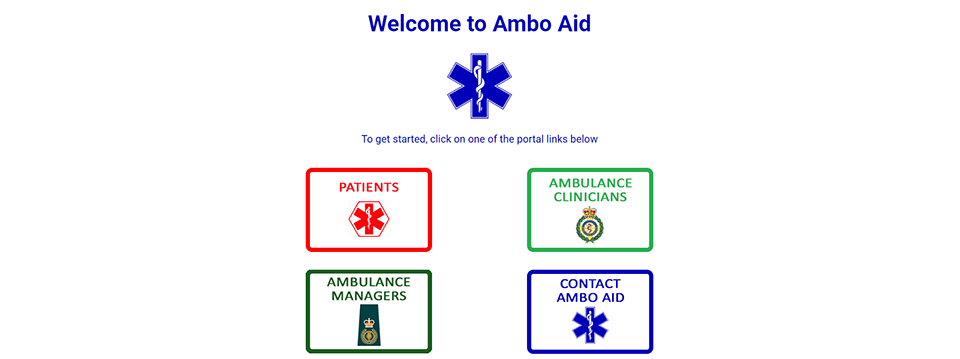 Welcome to Ambo Aid
To get started, click on one of the portal links below
PATIENTS
AMBULANCE
CLINICIANS
AMBULANCE
MANAGERS
CONTACT
AMBO AID